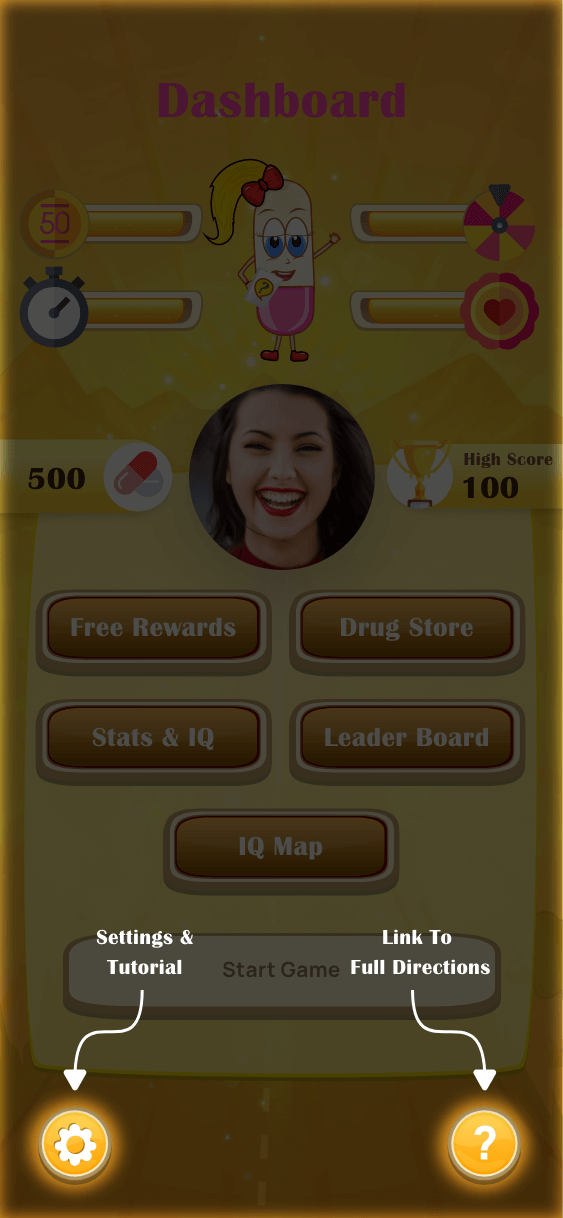 Dashboard
50
500
High Score
100
Free Rewards
Drug Store
Stats & IQ
Leader Board
IQ Map
Settings &
Tutorial
Start Game
Link To
Full Directions
?